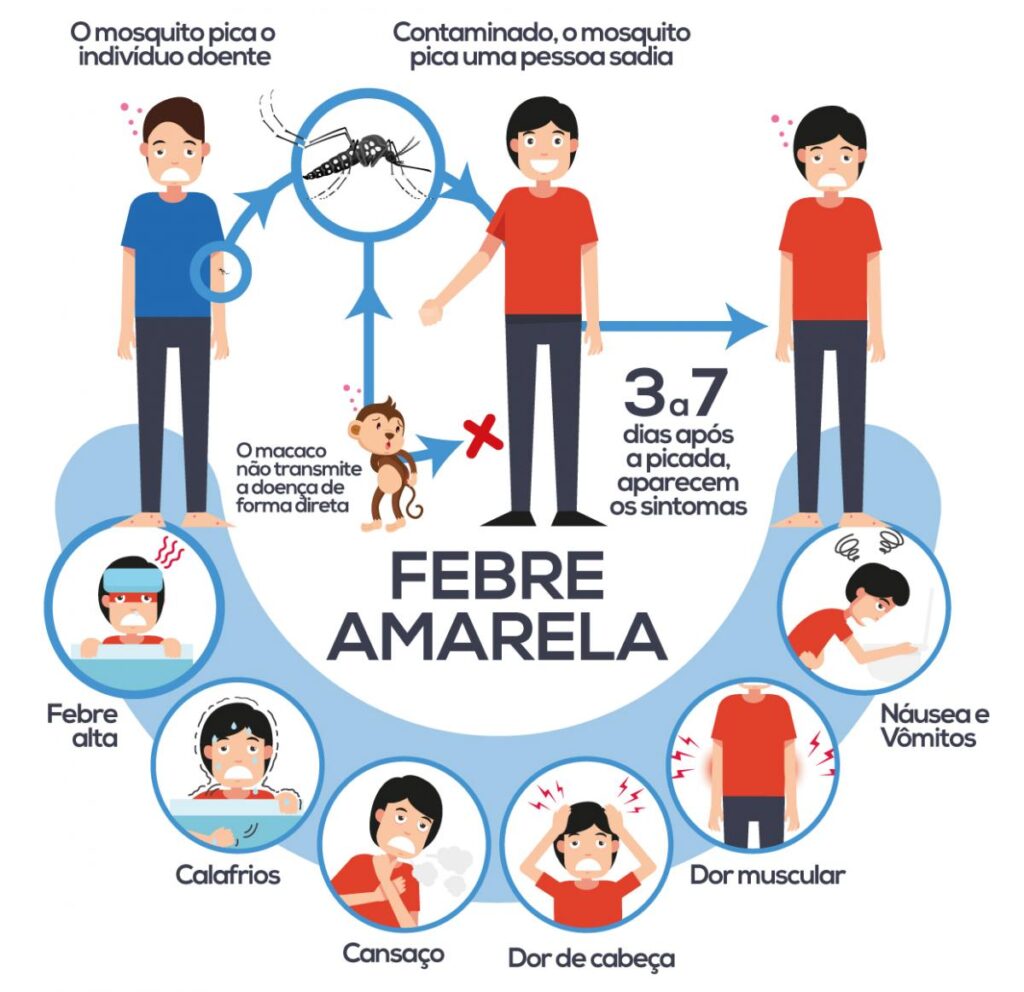 O mosquito pica o
indivíduo doente
Contaminado, o mosquito
pica uma pessoa sadia
O macaco
não transmite
a doença de
forma direta
3 a 7
dias após
a picada,
aparecem
os sintomas
FEBRE
AMARELA
Febre
alta
Calafrios
Cansaço
Dor de cabeça
Dor muscular
Náusea e
Vômitos